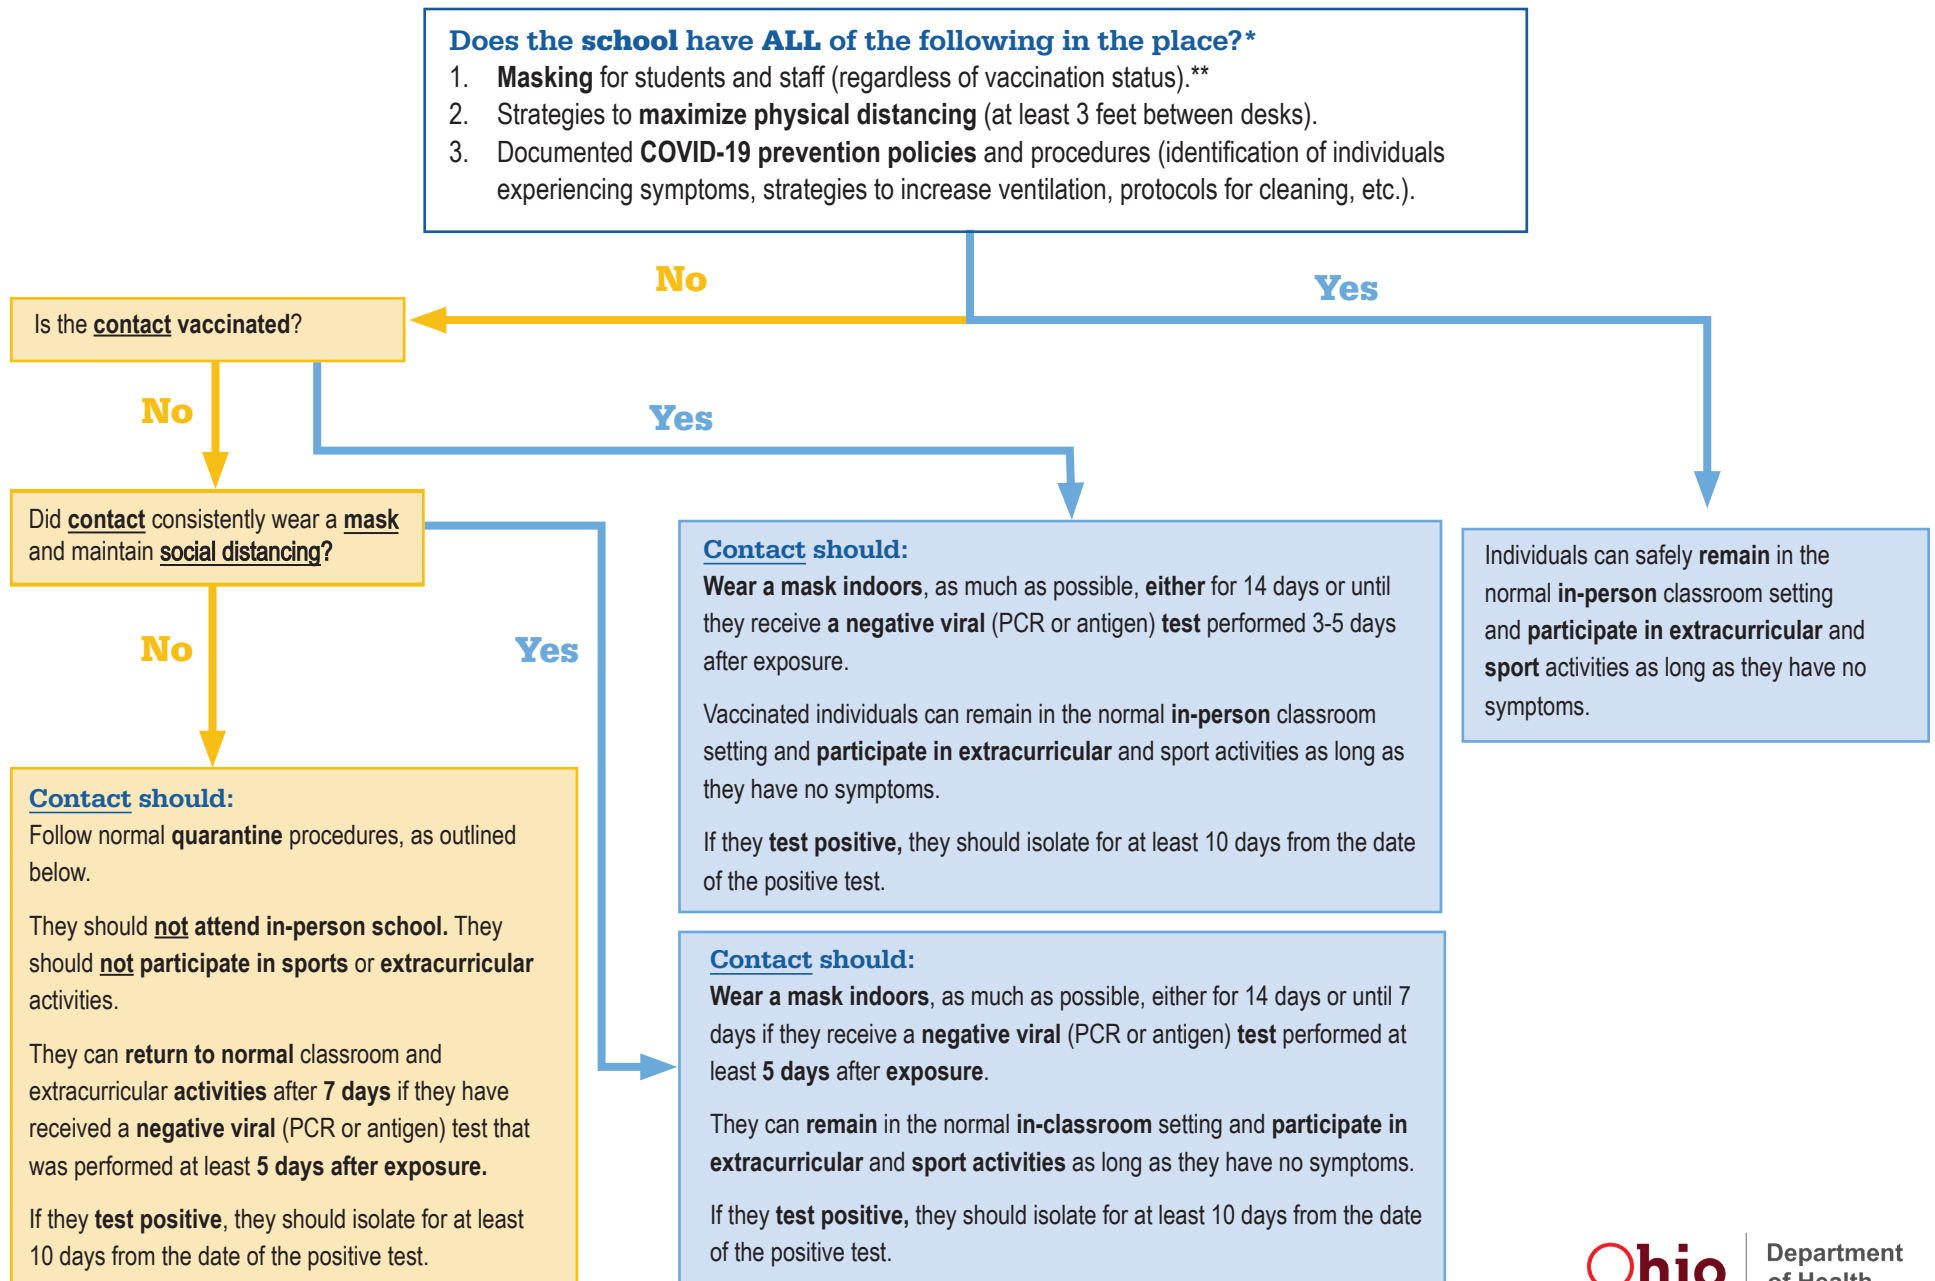 Does the school have ALL of the following in the place?*
1. Masking for students and staff (regardless of vaccination status).**
2. Strategies to maximize physical distancing (at least 3 feet between desks).
3. Documented COVID-19 prevention policies and procedures (identification of individuals
experiencing symptoms, strategies to increase ventilation, protocols for cleaning, etc.).
No
Yes
Is the contact vaccinated?
No
Yes
Did contact consistently wear a mask
and maintain social distancing?
No
Yes
Contact should:
Wear a mask indoors, as much as possible, either for 14 days or until
they receive a negative viral (PCR or antigen) test performed 3-5 days
after exposure.
Vaccinated individuals can remain in the normal in-person classroom
setting and participate in extracurricular and sport activities as long as
they have no symptoms.
If they test positive, they should isolate for at least 10 days from the date
of the positive test.
Individuals can safely remain in the
normal in-person classroom setting
and participate in extracurricular and
sport activities as long as they have no
symptoms.
Contact should:
Follow normal quarantine procedures, as outlined
below.
They should not attend in-person school. They
should not participate in sports or extracurricular
activities.
They can return to normal classroom and
extracurricular activities after 7 days if they have
received a negative viral (PCR or antigen) test that
was performed at least 5 days after exposure.
If they test positive, they should isolate for at least
10 days from the date of the positive test.
Contact should:
Wear a mask indoors, as much as possible, either for 14 days or until 7
days if they receive a negative viral (PCR or antigen) test performed at
least 5 days after exposure.
They can remain in the normal in-classroom setting and participate in
extracurricular and sport activities as long as they have no symptoms.
If they test positive, they should isolate for at least 10 days from the date
of the positive test.
Ohio
Department
of Health